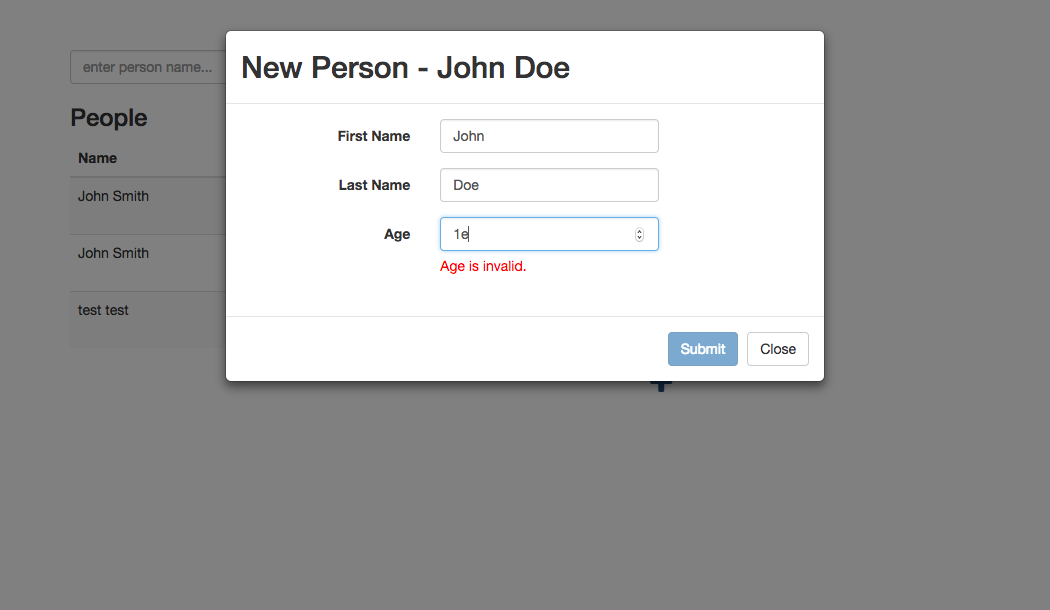 enter person name...
People
Name
John Smith
John Smith
test test
New Person - John Doe
First Name John
Last Name Doe
Age 1e
Age is invalid.
Submit Close